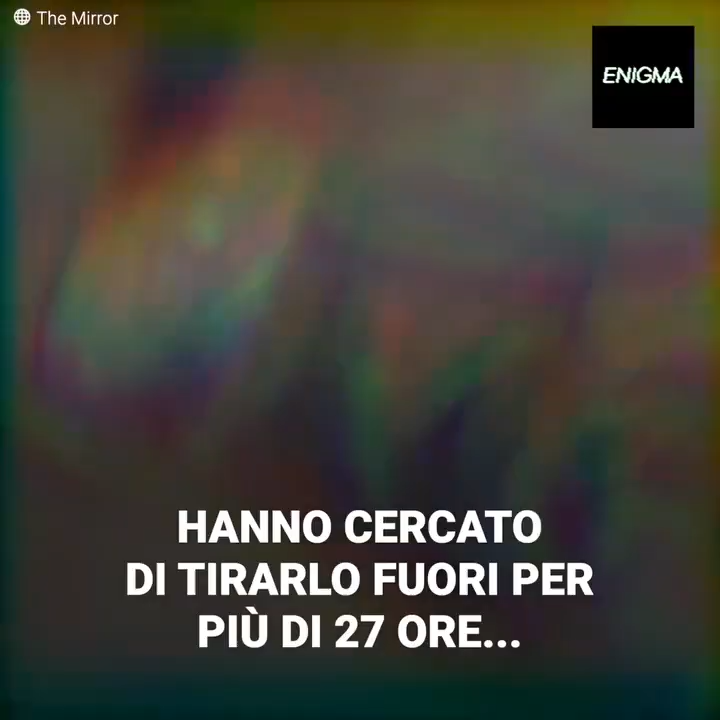 The Mirror
ENIGMA
HANNO CERCATO
DI TIRARLO FUORI PER
PIÙ DI 27 ORE...